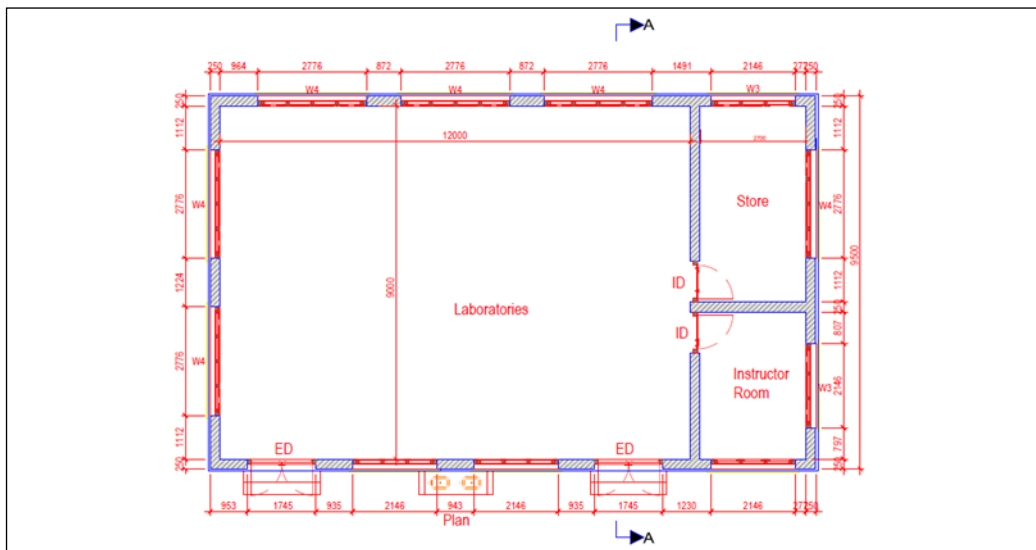 A
250 964 2776 872 2776 872 2776 1491 2146 27 250
W4 W4 W4 W3
250
1112
2776
1224
2776
1112
250
W4
W4
12000
2700
9000
Store
ID
Laboratories
ID
Instructor
Room
ED
ED
W4
W3
250
1112
2776
1112
250
807
2146
797
250
9500
953 1745 935 2146 943 2146 935 1745 1230 2146 27 250
Plan
A